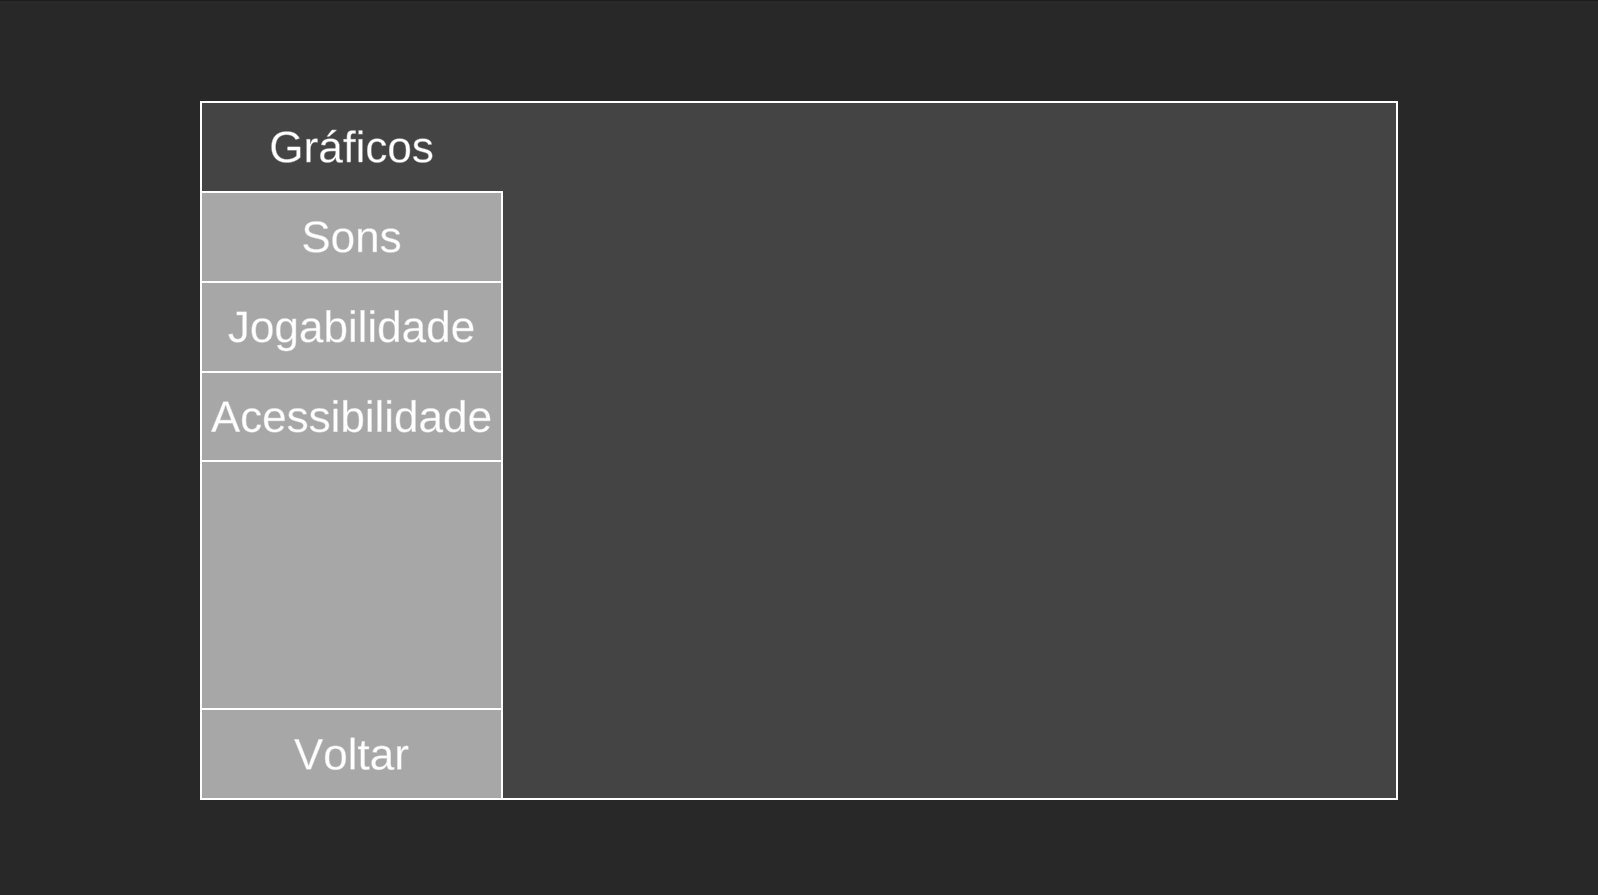 Gráficos
Sons
Jogabilidade
Acessibilidade
Voltar